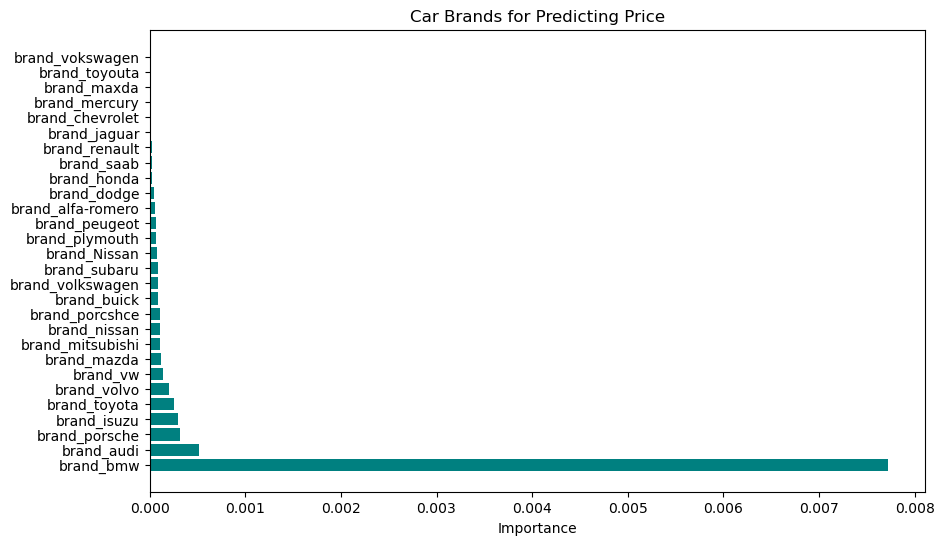 Car Brands for Predicting Price
brand_vokswagen
brand_toyouta
brand_maxda
brand_mercury
brand_chevrolet
brand_jaguar
brand_renault
brand_saab
brand_honda
brand_dodge
brand_alfa-romero
brand_peugeot
brand_plymouth
brand_Nissan
brand_subaru
brand_volkswagen
brand_buick
brand_porcshce
brand_nissan
brand_mitsubishi
brand_mazda
brand_vw
brand_volvo
brand_toyota
brand_isuzu
brand_porsche
brand_audi
brand_bmw
0.000 0.001 0.002 0.003 0.004 0.005 0.006 0.007 0.008
Importance